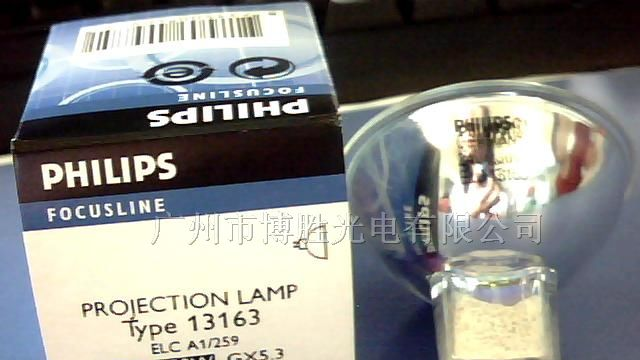 FOCUSLINE
PHILIPS
PHILIPS
FOCUSLINE
广州市博胜光电有限公司
PROJECTION LAMP
Type 13163
ELC A1/259
GX5.3
PHILIPS